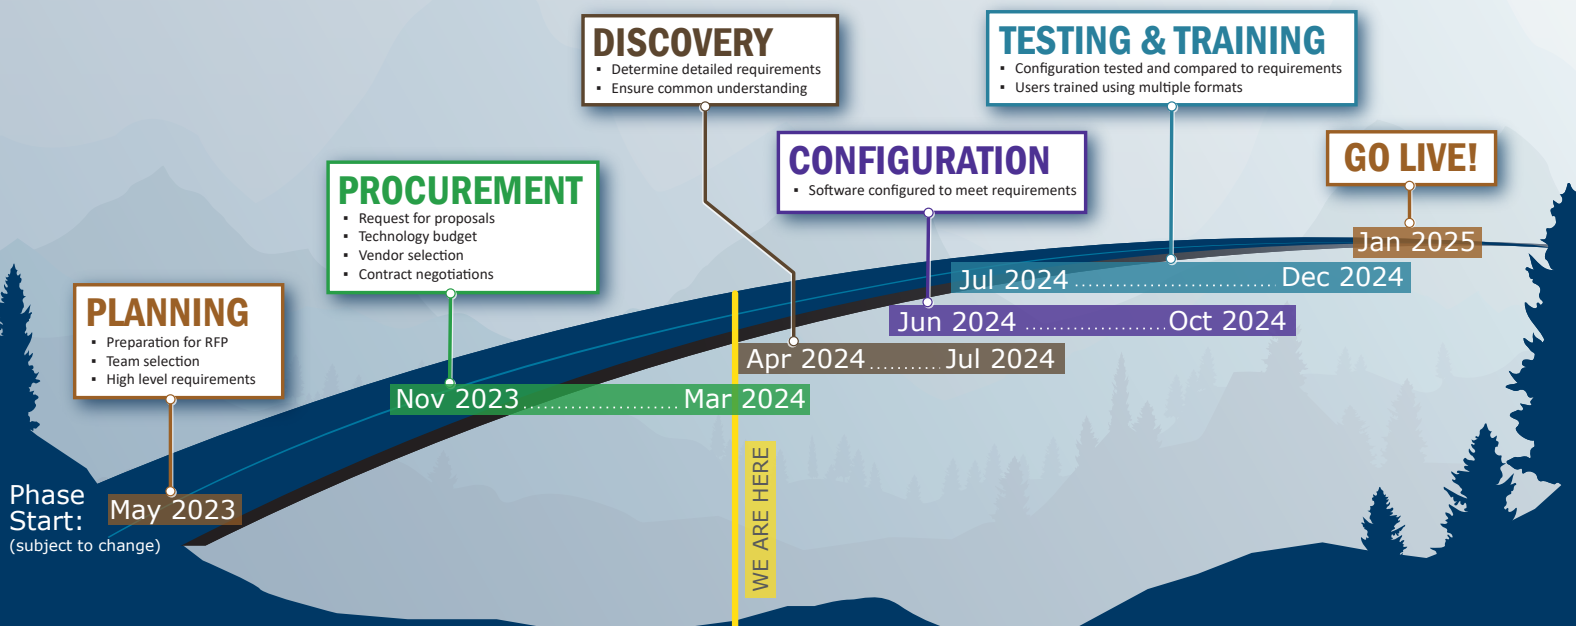 DISCOVERY
▪ Determine detailed requirements
▪ Ensure common understanding
TESTING & TRAINING
▪ Configuration tested and compared to requirements
▪ Users trained using multiple formats
CONFIGURATION
▪ Software configured to meet requirements
GO LIVE!
PROCUREMENT
▪ Request for proposals
▪ Technology budget
▪ Vendor selection
▪ Contract negotiations
PLANNING
▪ Preparation for RFP
▪ Team selection
▪ High level requirements
Jan 2025
Jul 2024 ............................ Dec 2024
Jun 2024 ................... Oct 2024
Apr 2024 .......... Jul 2024
Nov 2023 ..................... Mar 2024
Phase
Start:
(subject to change)
May 2023
WE ARE HERE